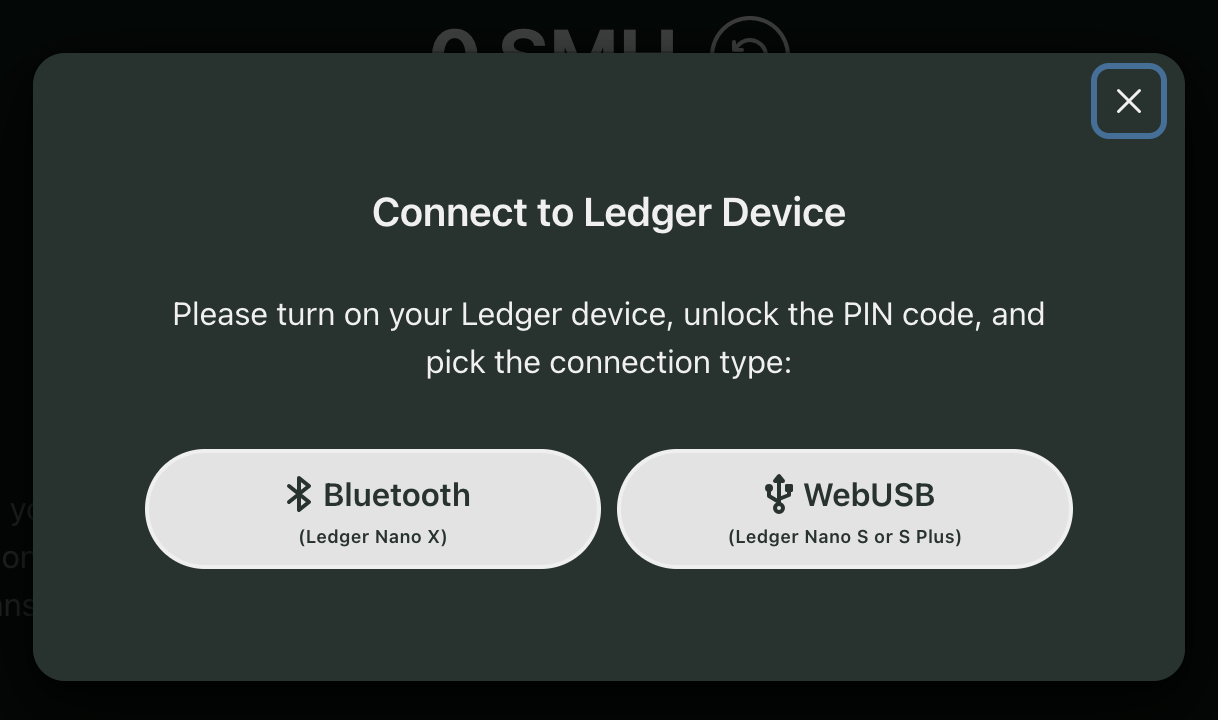 0 SMH
Connect to Ledger Device
Please turn on your Ledger device, unlock the PIN code, and
pick the connection type:
Bluetooth
(Ledger Nano X)
WebUSB
(Ledger Nano S or S Plus)